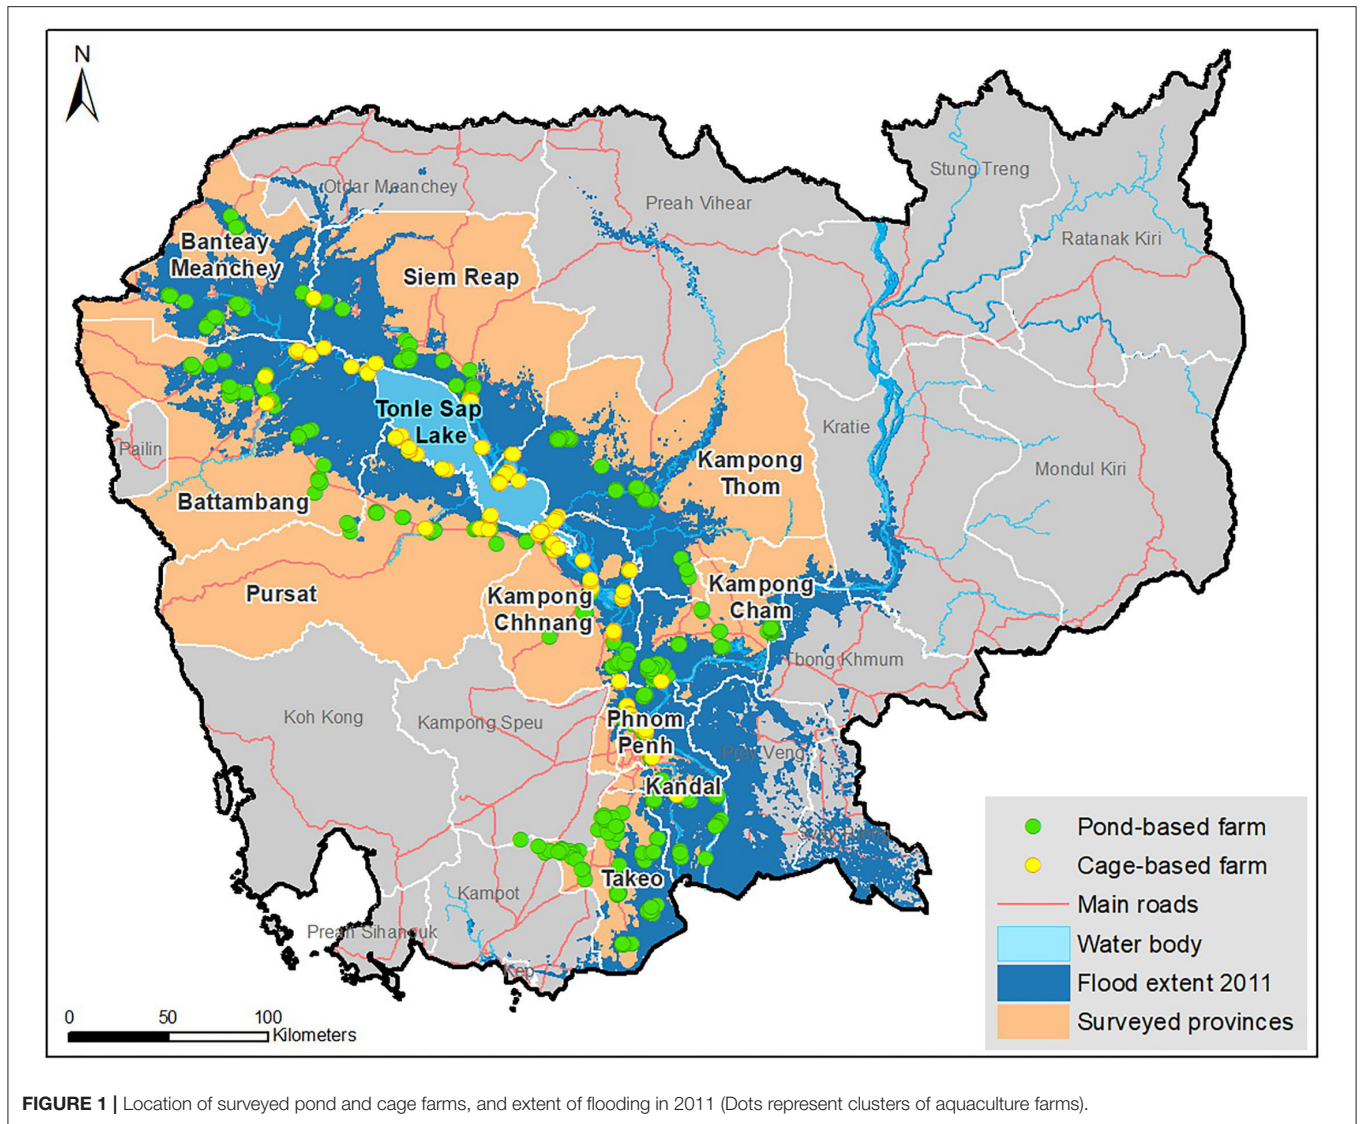 N
Otdar Meanchey
Stung Treng
Preah Vihear
Ratanak Kiri
Banteay
Meanchey
Siem Reap
Tonle Sap
Lake
Kratie
Pailin
Kampong
Thom
Mondul Kiri
Battambang
Pursat
Kampong
Chhnang
Kampong
Cham
Tbong Khmum
Koh Kong
Kampong Speu
Phnom
Penh
Prey Veng
Kandal
Svay Rieng
Takeo
Kampot
Preah Sihanouk
Kep
0 50 100
Kilometers
Pond-based farm
Cage-based farm
Main roads
Water body
Flood extent 2011
Surveyed provinces
FIGURE 1 | Location of surveyed pond and cage farms, and extent of flooding in 2011 (Dots represent clusters of aquaculture farms).